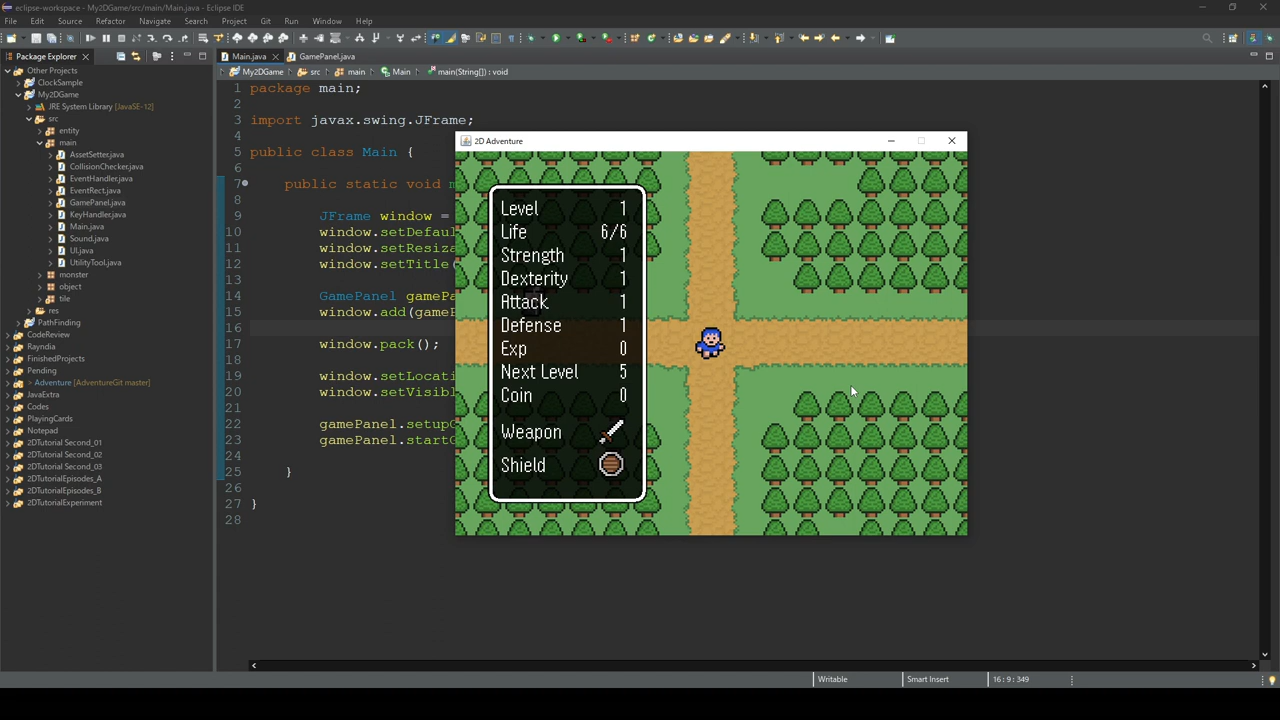 eclipse-workspace - My2DGame/src/main/Main.java - Eclipse IDE
File Edit Source Refactor Navigate Search Project Git Run Window Help
Package Explorer
Other Projects
ClockSample
My2DGame
JRE System Library [JavaSE-12]
src
entity
main
AssetSetter.java
CollisionChecker.java
EventHandler.java
EventRect.java
GamePanel.java
KeyHandler.java
Main.java
Sound.java
UI.java
UtilityTool.java
monster
object
tile
res
PathFinding
CodeReview
Rayndia
FinishedProjects
Pending
> Adventure [AdventureGit master]
JavaExtra
Codes
PlayingCards
Notepad
2DTutorial Second_01
2DTutorial Second_02
2DTutorial Second_03
2DTutorialEpisodes_A
2DTutorialEpisodes_B
2DTutorialExperiment
Main.java GamePanel.java
My2DGame src main Main main(String[]) : void
1 package main;
2
3 import javax.swing.JFrame;
4
5 public class Main {
6
7 public static void m
8
9 JFrame window =
10 window.setDefaul
11 window.setResiza
12 window.setTitle(
13
14 GamePanel gamePa
15 window.add(gameP
16
17 window.pack();
18
19 window.setLocati
20 window.setVisibl
21
22 gamePanel.setupG
23 gamePanel.startG
24
25 }
26
27 }
28
2D Adventure
Level 1
Life 6/6
Strength 1
Dexterity 1
Attack 1
Defense 1
Exp 0
Next Level 5
Coin 0
Weapon
Shield
Writable Smart Insert 16 : 9 : 349